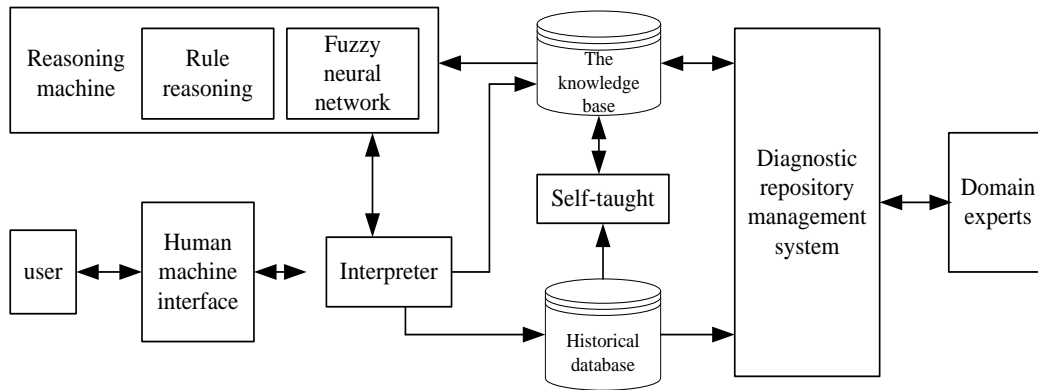 Reasoning
machine
Rule
reasoning
Fuzzy
neural
network
The
knowledge
base
Diagnostic
repository
management
system
Domain
experts
Self-taught
user
Human
machine
interface
Interpreter
Historical
database